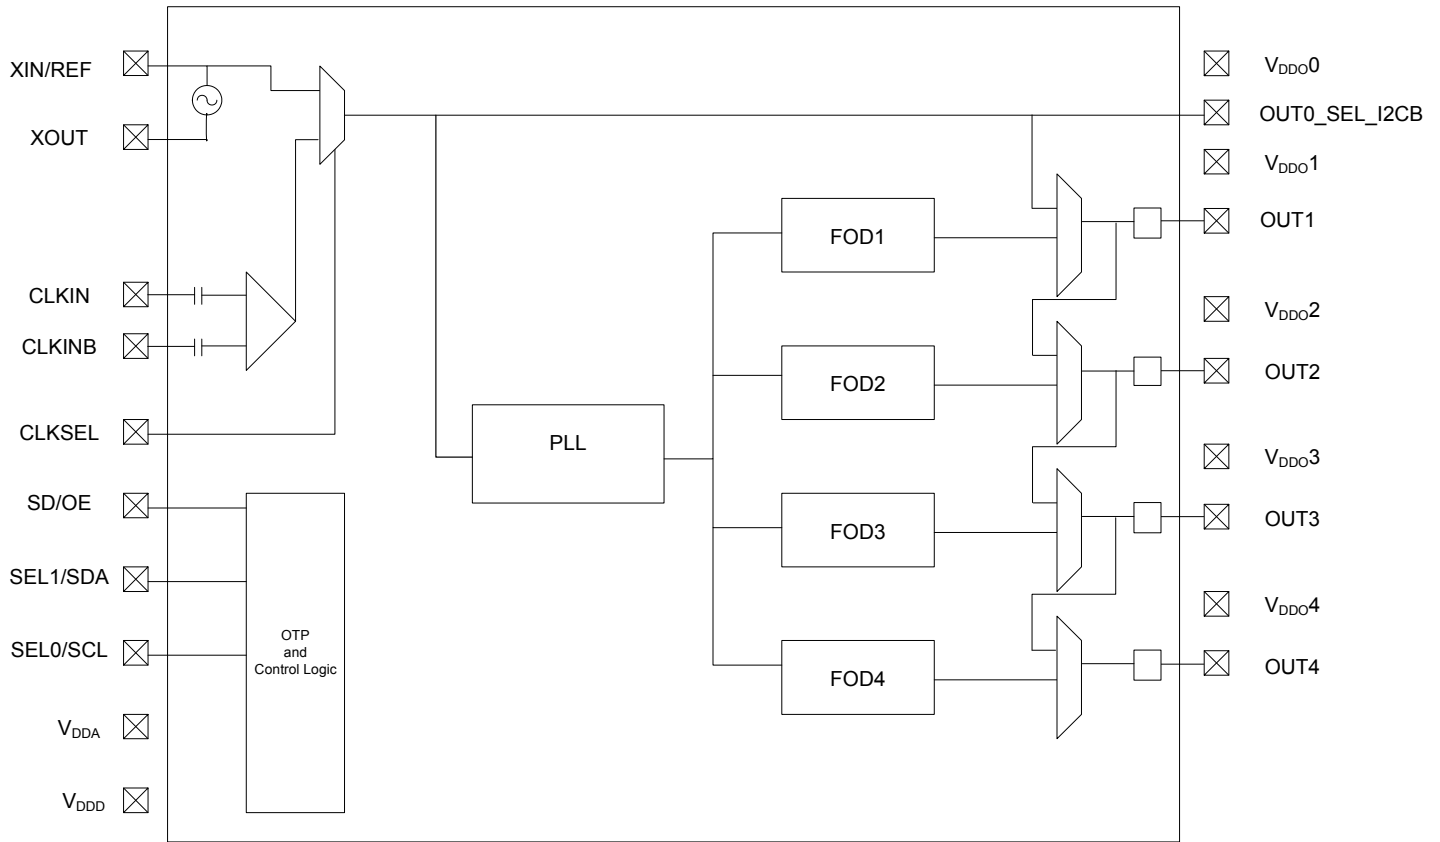 XIN/REF
XOUT
CLKIN
CLKINB
CLKSEL
SD/OE
SEL1/SDA
SEL0/SCL
VDDA
VDDD
OTP
and
Control Logic
PLL
FOD1
FOD2
FOD3
FOD4
VDDO0
OUT0_SEL_I2CB
VDDO1
OUT1
VDDO2
OUT2
VDDO3
OUT3
VDDO4
OUT4